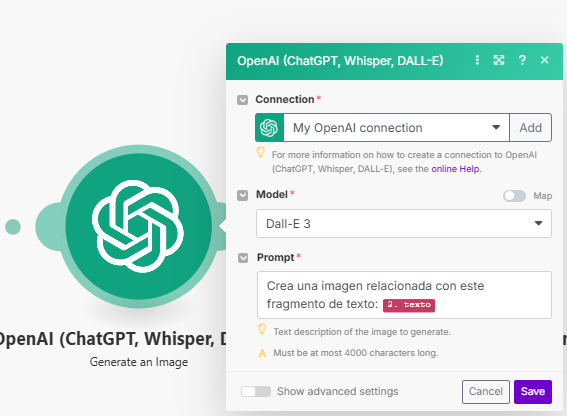 OpenAI (ChatGPT, Whisper, DALL-E)
?
Connection *
My OpenAI connection
Add
For more information on how to create a connection to OpenAI
(ChatGPT, Whisper, DALL-E), see the online Help.
Model *
Map
Dall-E 3
Prompt *
Crea una imagen relacionada con este
fragmento de texto: 2. texto
Text description of the image to generate.
A Must be at most 4000 characters long.
Show advanced settings
Cancel
Save
OpenAI (ChatGPT, Whisper, D
Generate an Image